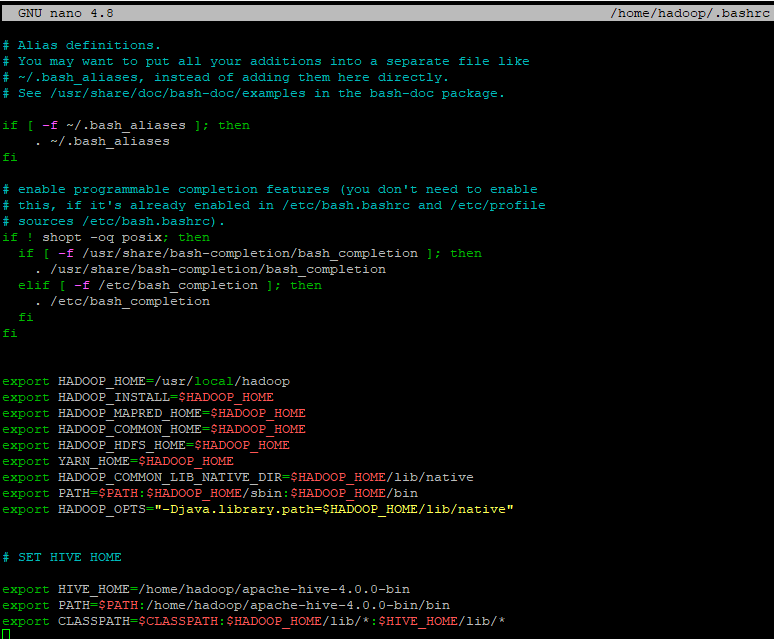 GNU nano 4.8 /home/hadoop/.bashrc
# Alias definitions.
# You may want to put all your additions into a separate file like
# ~/.bash_aliases, instead of adding them here directly.
# See /usr/share/doc/bash-doc/examples in the bash-doc package.
if [ -f ~/.bash_aliases ]; then
. ~/.bash_aliases
fi
# enable programmable completion features (you don't need to enable
# this, if it's already enabled in /etc/bash.bashrc and /etc/profile
# sources /etc/bash.bashrc).
if ! shopt -oq posix; then
if [ -f /usr/share/bash-completion/bash_completion ]; then
. /usr/share/bash-completion/bash_completion
elif [ -f /etc/bash_completion ]; then
. /etc/bash_completion
fi
fi
export HADOOP_HOME=/usr/local/hadoop
export HADOOP_INSTALL=$HADOOP_HOME
export HADOOP_MAPRED_HOME=$HADOOP_HOME
export HADOOP_COMMON_HOME=$HADOOP_HOME
export HADOOP_HDFS_HOME=$HADOOP_HOME
export YARN_HOME=$HADOOP_HOME
export HADOOP_COMMON_LIB_NATIVE_DIR=$HADOOP_HOME/lib/native
export PATH=$PATH:$HADOOP_HOME/sbin:$HADOOP_HOME/bin
export HADOOP_OPTS="-Djava.library.path=$HADOOP_HOME/lib/native"
# SET HIVE HOME
export HIVE_HOME=/home/hadoop/apache-hive-4.0.0-bin
export PATH=$PATH:/home/hadoop/apache-hive-4.0.0-bin/bin
export CLASSPATH=$CLASSPATH:$HADOOP_HOME/lib/*:$HIVE_HOME/lib/*